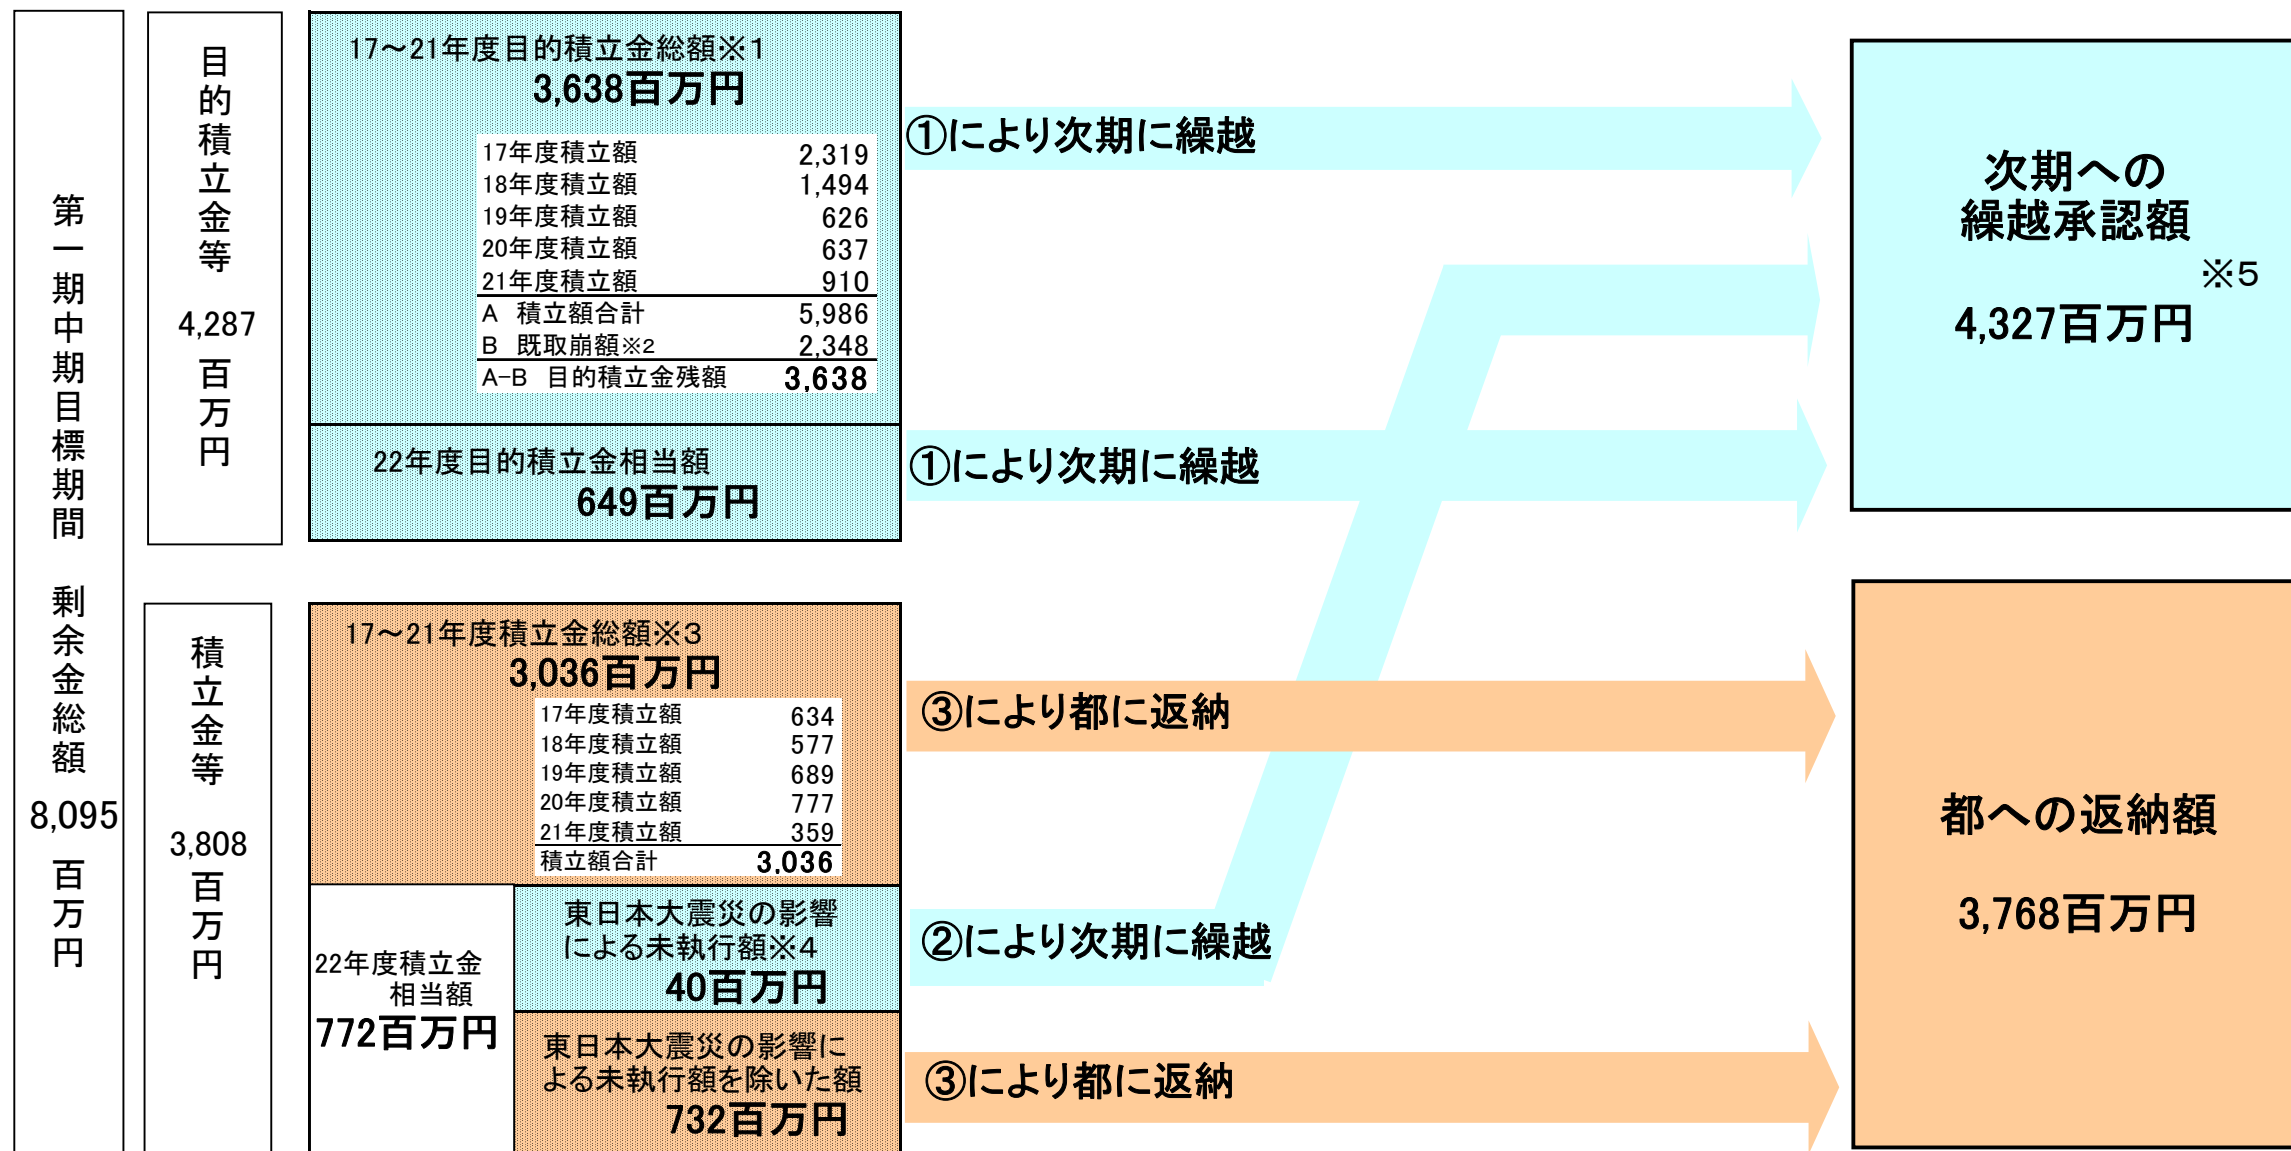 第一期中期目標期間　剰余金総額
8,095
百万円
目的積立金等
4,287
百万円
17～21年度目的積立金総額※1
3,638百万円
17年度積立額 2,319
18年度積立額 1,494
19年度積立額 626
20年度積立額 637
21年度積立額 910
A 積立額合計 5,986
B 既取崩額※2 2,348
A-B 目的積立金残額 3,638
22年度目的積立金相当額
649百万円
①により次期に繰越
①により次期に繰越
次期への
繰越承認額
※5
4,327百万円
積立金等
3,808
百万円
17～21年度積立金総額※3
3,036百万円
17年度積立額 634
18年度積立額 577
19年度積立額 689
20年度積立額 777
21年度積立額 359
積立額合計 3,036
22年度積立金
相当額
772百万円
東日本大震災の影響
による未執行額※4
40百万円
東日本大震災の影響に
よる未執行額を除いた額
732百万円
③により都に返納
②により次期に繰越
③により都に返納
都への返納額
3,768百万円